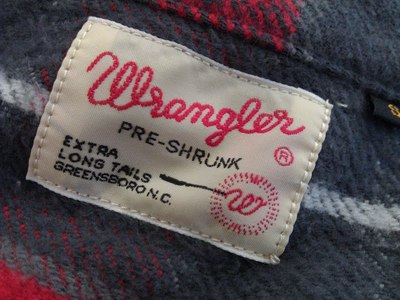 Wrangler
®
PRE-SHRUNK
EXTRA
LONG TAILS
GREENSBORO N.C.
W